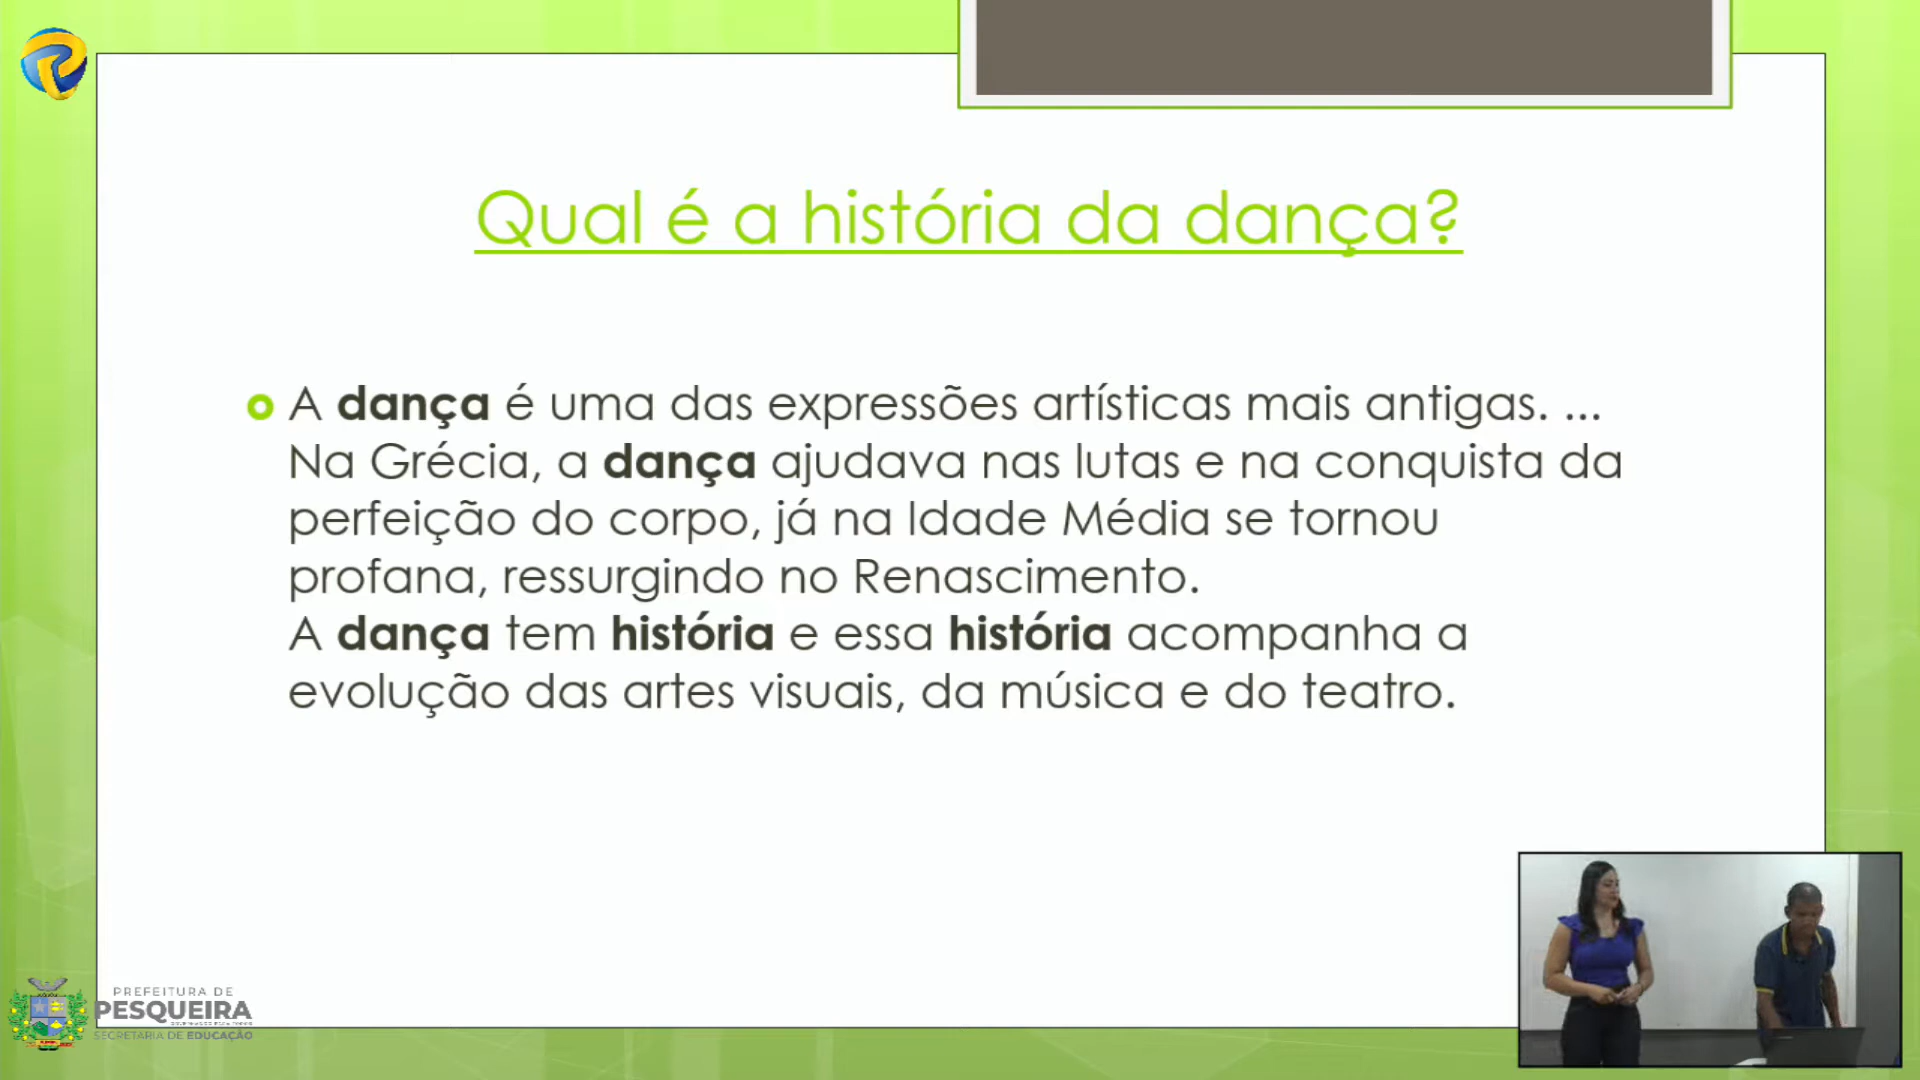 Qual é a história da dança?
A dança é uma das expressões artísticas mais antigas. ...
Na Grécia, a dança ajudava nas lutas e na conquista da
perfeição do corpo, já na Idade Média se tornou
profana, ressurgindo no Renascimento.
A dança tem história e essa história acompanha a
evolução das artes visuais, da música e do teatro.
PREFEITURA DE
PESQUEIRA
SECRETARIA DE EDUCAÇÃO